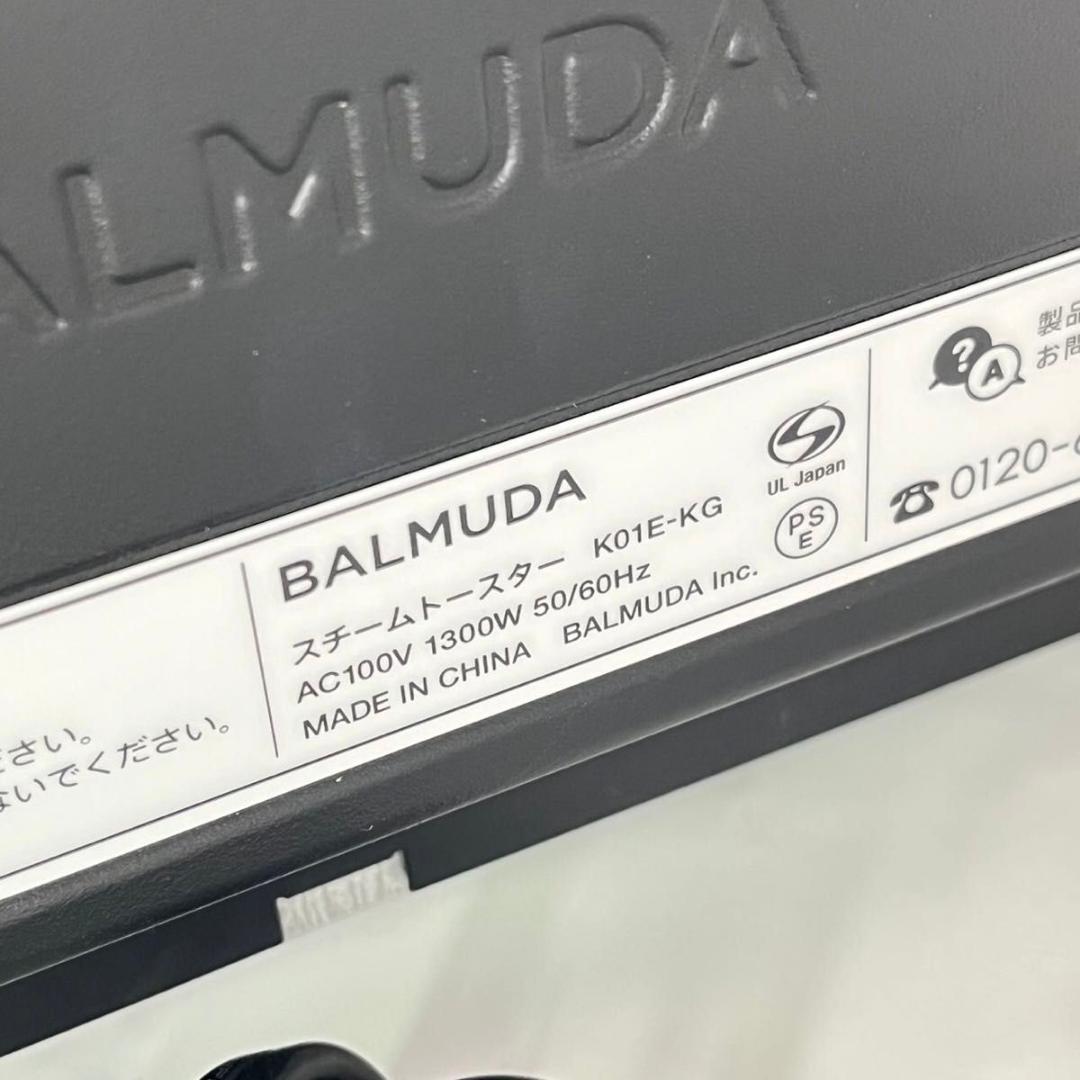 BALMUDA
BALMUDA
スチームトースター K01E-KG
AC100V 1300W 50/60Hz
MADE IN CHINA BALMUDA Inc.
S
UL Japan
PS
E
ださい。
ないでください。
? A
製品
お問
0120-